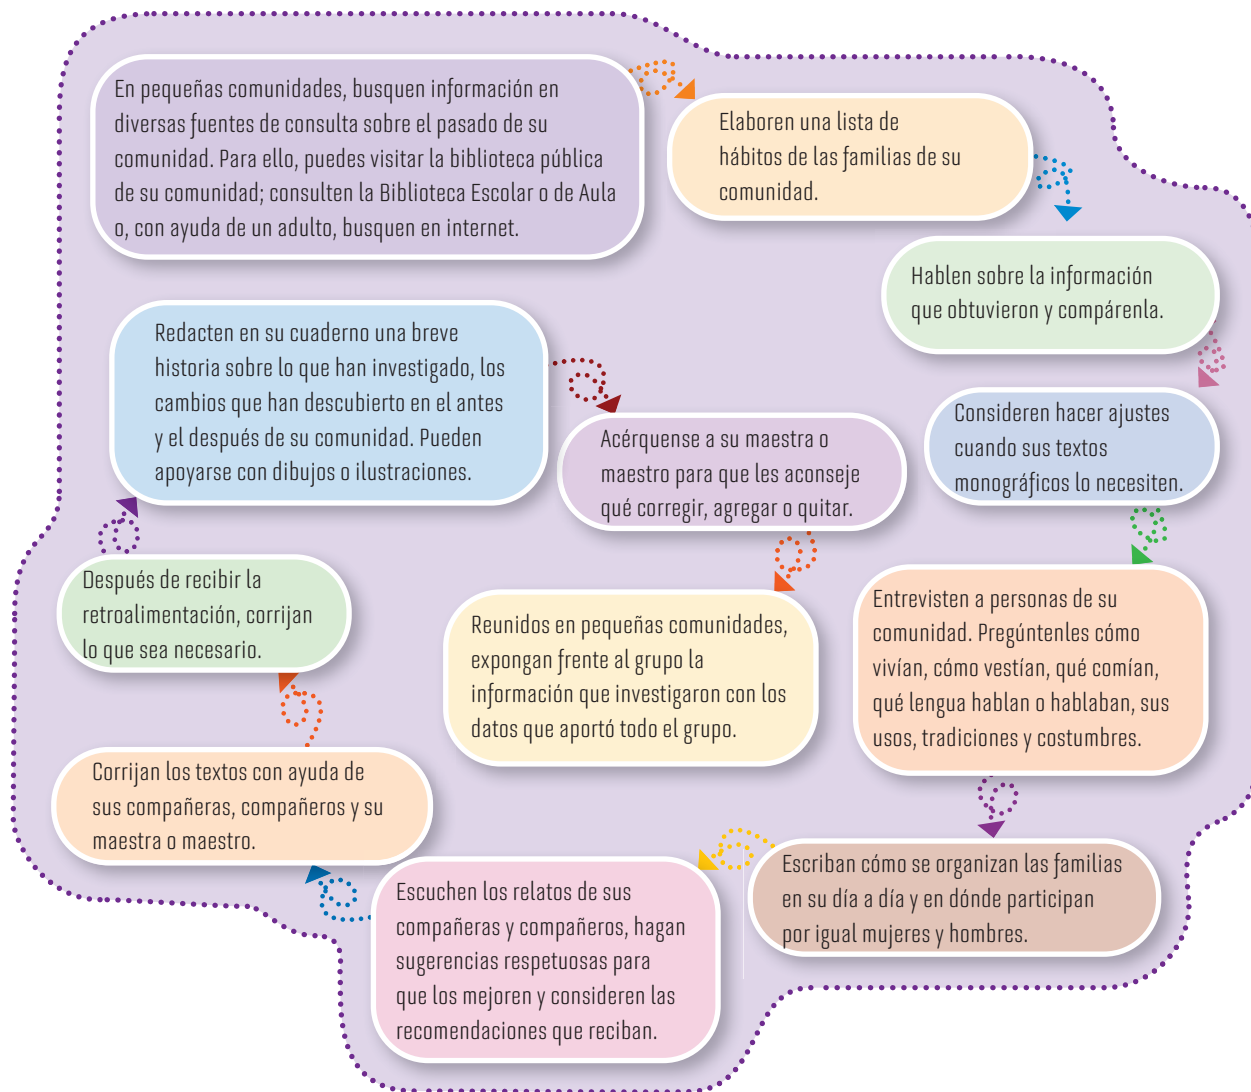 En pequeñas comunidades, busquen información en
diversas fuentes de consulta sobre el pasado de su
comunidad. Para ello, puedes visitar la biblioteca pública
de su comunidad; consulten la Biblioteca Escolar o de Aula
o, con ayuda de un adulto, busquen en internet.
Elaboren una lista de
hábitos de las familias de su
comunidad.
Hablen sobre la información
que obtuvieron y compárenla.
Consideren hacer ajustes
cuando sus textos
monográficos lo necesiten.
Entrevisten a personas de su
comunidad. Pregúntenles cómo
vivían, cómo vestían, qué comían,
qué lengua hablan o hablaban, sus
usos, tradiciones y costumbres.
Escriban cómo se organizan las familias
en su día a día y en dónde participan
por igual mujeres y hombres.
Escuchen los relatos de sus
compañeras y compañeros, hagan
sugerencias respetuosas para
que los mejoren y consideren las
recomendaciones que reciban.
Corrijan los textos con ayuda de
sus compañeras, compañeros y su
maestra o maestro.
Después de recibir la
retroalimentación, corrijan
lo que sea necesario.
Redacten en su cuaderno una breve
historia sobre lo que han investigado, los
cambios que han descubierto en el antes
y el después de su comunidad. Pueden
apoyarse con dibujos o ilustraciones.
Acérquense a su maestra o
maestro para que les aconseje
qué corregir, agregar o quitar.
Reunidos en pequeñas comunidades,
expongan frente al grupo la
información que investigaron con los
datos que aportó todo el grupo.